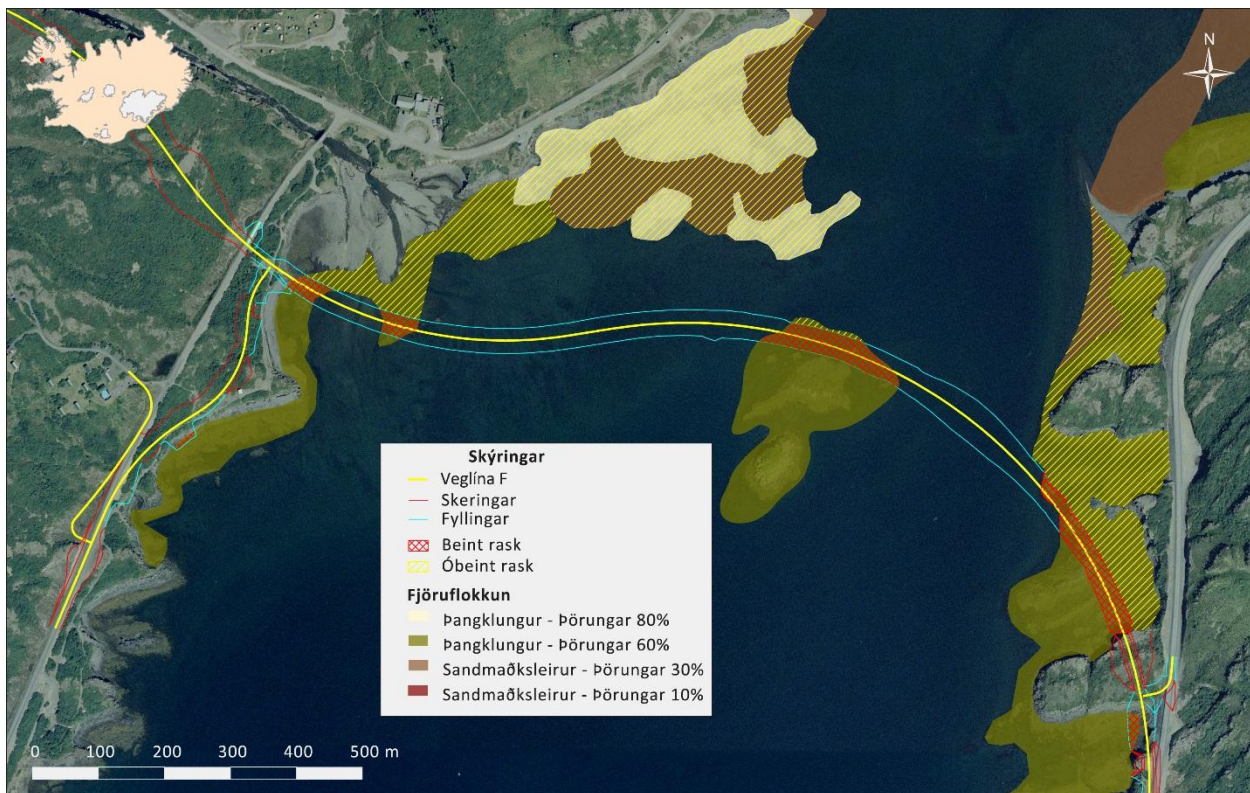 N
Skýringar
Veglína F
Skeringar
Fyllingar
Beint rask
Óbeint rask
Fjöruflokkun
Þangklungur - Þörungar 80%
Þangklungur - Þörungar 60%
Sandmaðksleirur - Þörungar 30%
Sandmaðksleirur - Þörungar 10%
0 100 200 300 400 500 m